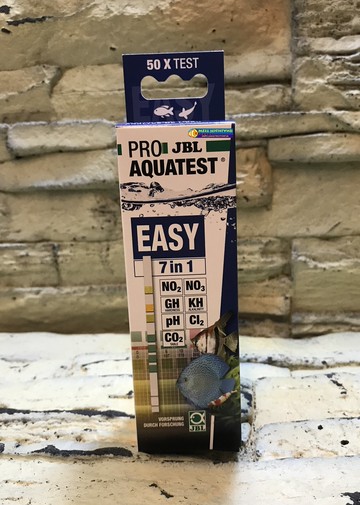 50 X TEST
EASY
PRO JBL
AQUATEST®
EASY
7 in 1
NO₂ NO₃
GH KH
pH Cl₂
CO₂
VORSPRUNG
DURCH FORSCHUNG
JBL